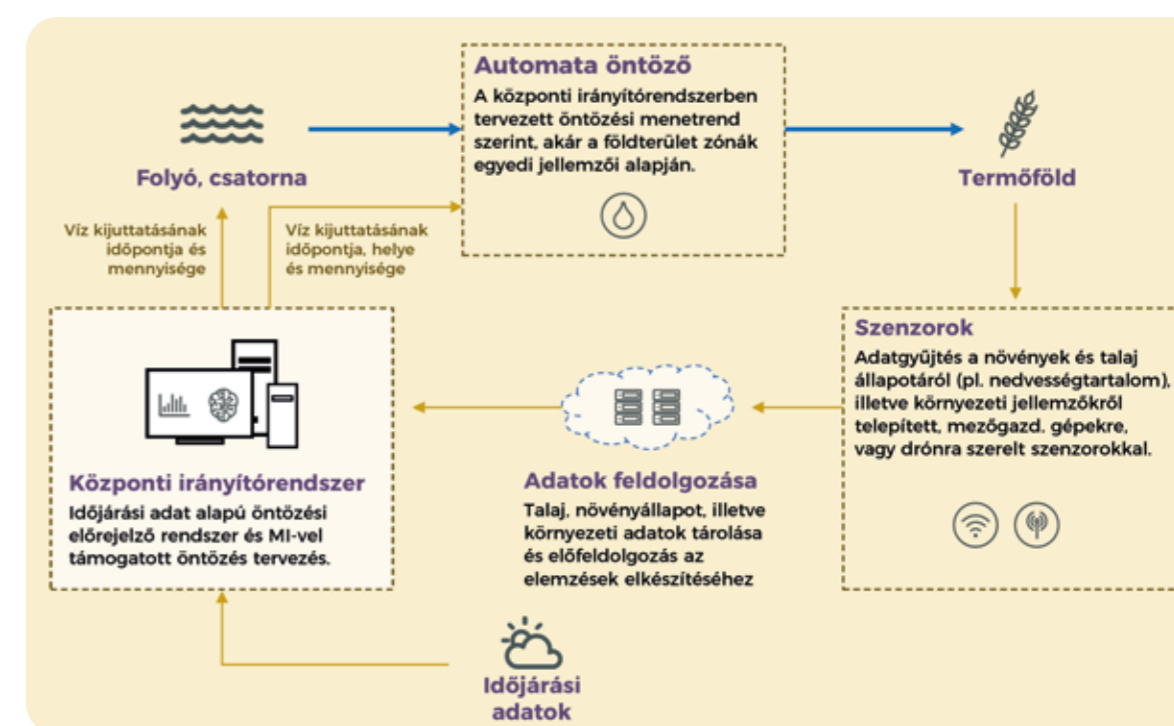 Automata öntöző
A központi irányítórendszerben
tervezett öntözési menetrend
szerint, akár a földterület zónák
egyedi jellemzői alapján.
Folyó, csatorna
Termőföld
Víz kijuttatásának
időpontja és
mennyisége
Víz kijuttatásának
időpontja, helye
és mennyisége
Szenzorok
Adatgyűjtés a növények és talaj
állapotáról (pl. nedvességtartalom),
illetve környezeti jellemzőkről
telepített, mezőgazd. gépekre,
vagy drónra szerelt szenzorokkal.
Központi irányítórendszer
Időjárási adat alapú öntözési
előrejelző rendszer és MI-vel
támogatott öntözés tervezés.
Adatok feldolgozása
Talaj, növényállapot, illetve
környezeti adatok tárolása
és előfeldolgozás az
elemzések elkészítéséhez
Időjárási
adatok